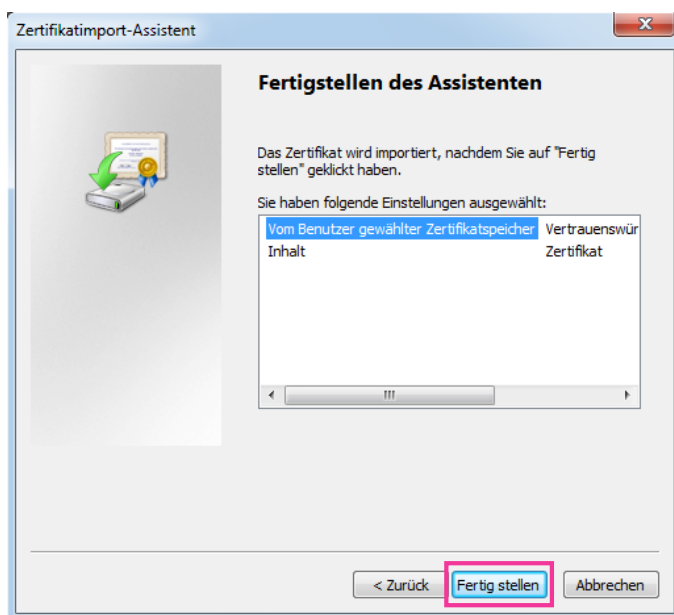 Zertifikatimport-Assistent
Fertigstellen des Assistenten
Das Zertifikat wird importiert, nachdem Sie auf "Fertig
stellen" geklickt haben.
Sie haben folgende Einstellungen ausgewählt:
Vom Benutzer gewählter Zertifikatspeicher Vertrauenswür
Inhalt Zertifikat
< Zurück Fertig stellen Abbrechen